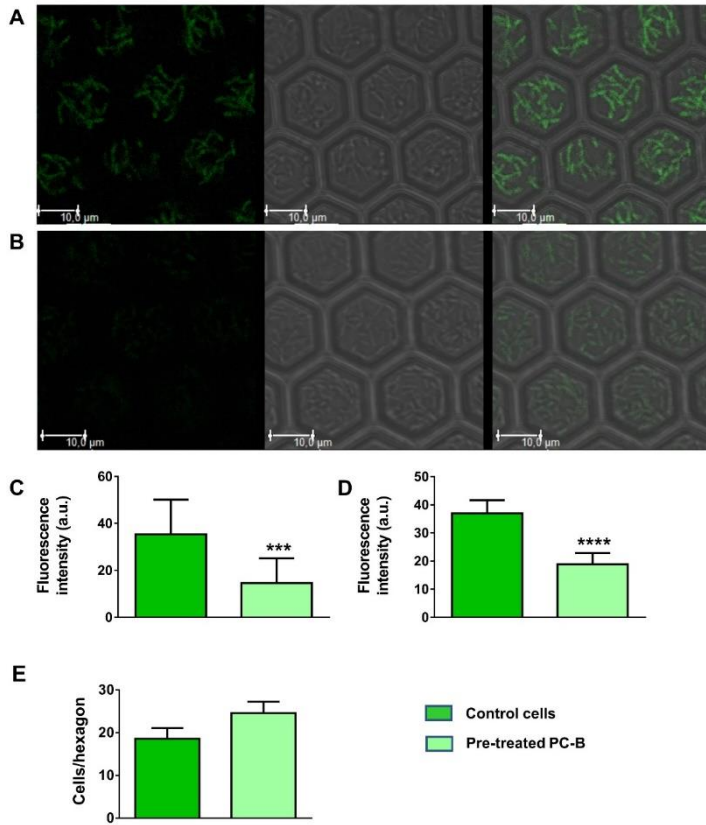 A
10,0 µm
10,0 µm
10,0 µm
B
10,0 µm
10,0 µm
10,0 µm
C
Fluorescence
intensity (a.u.)
60
40
20
0
***
D
Fluorescence
intensity (a.u.)
50
40
30
20
10
0
****
E
Cells/hexagon
30
20
10
0
Control cells
Pre-treated PC-B